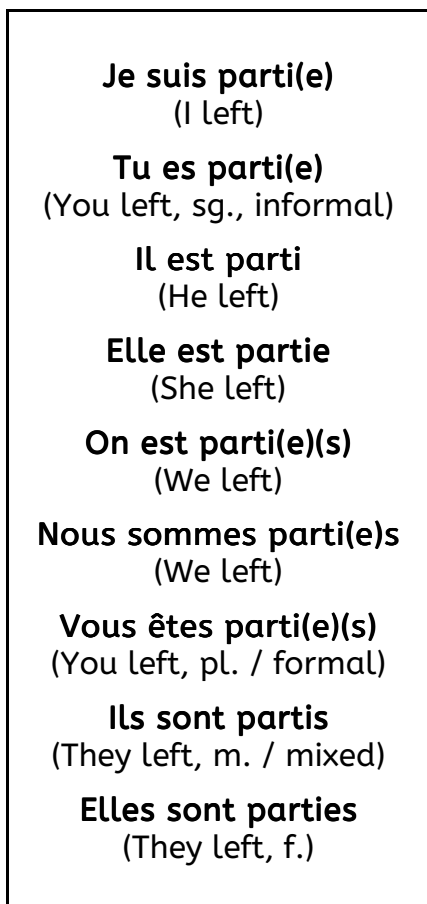 Je suis parti(e)
(I left)
Tu es parti(e)
(You left, sg., informal)
Il est parti
(He left)
Elle est partie
(She left)
On est parti(e)(s)
(We left)
Nous sommes parti(e)s
(We left)
Vous êtes parti(e)(s)
(You left, pl. / formal)
Ils sont partis
(They left, m. / mixed)
Elles sont parties
(They left, f.)